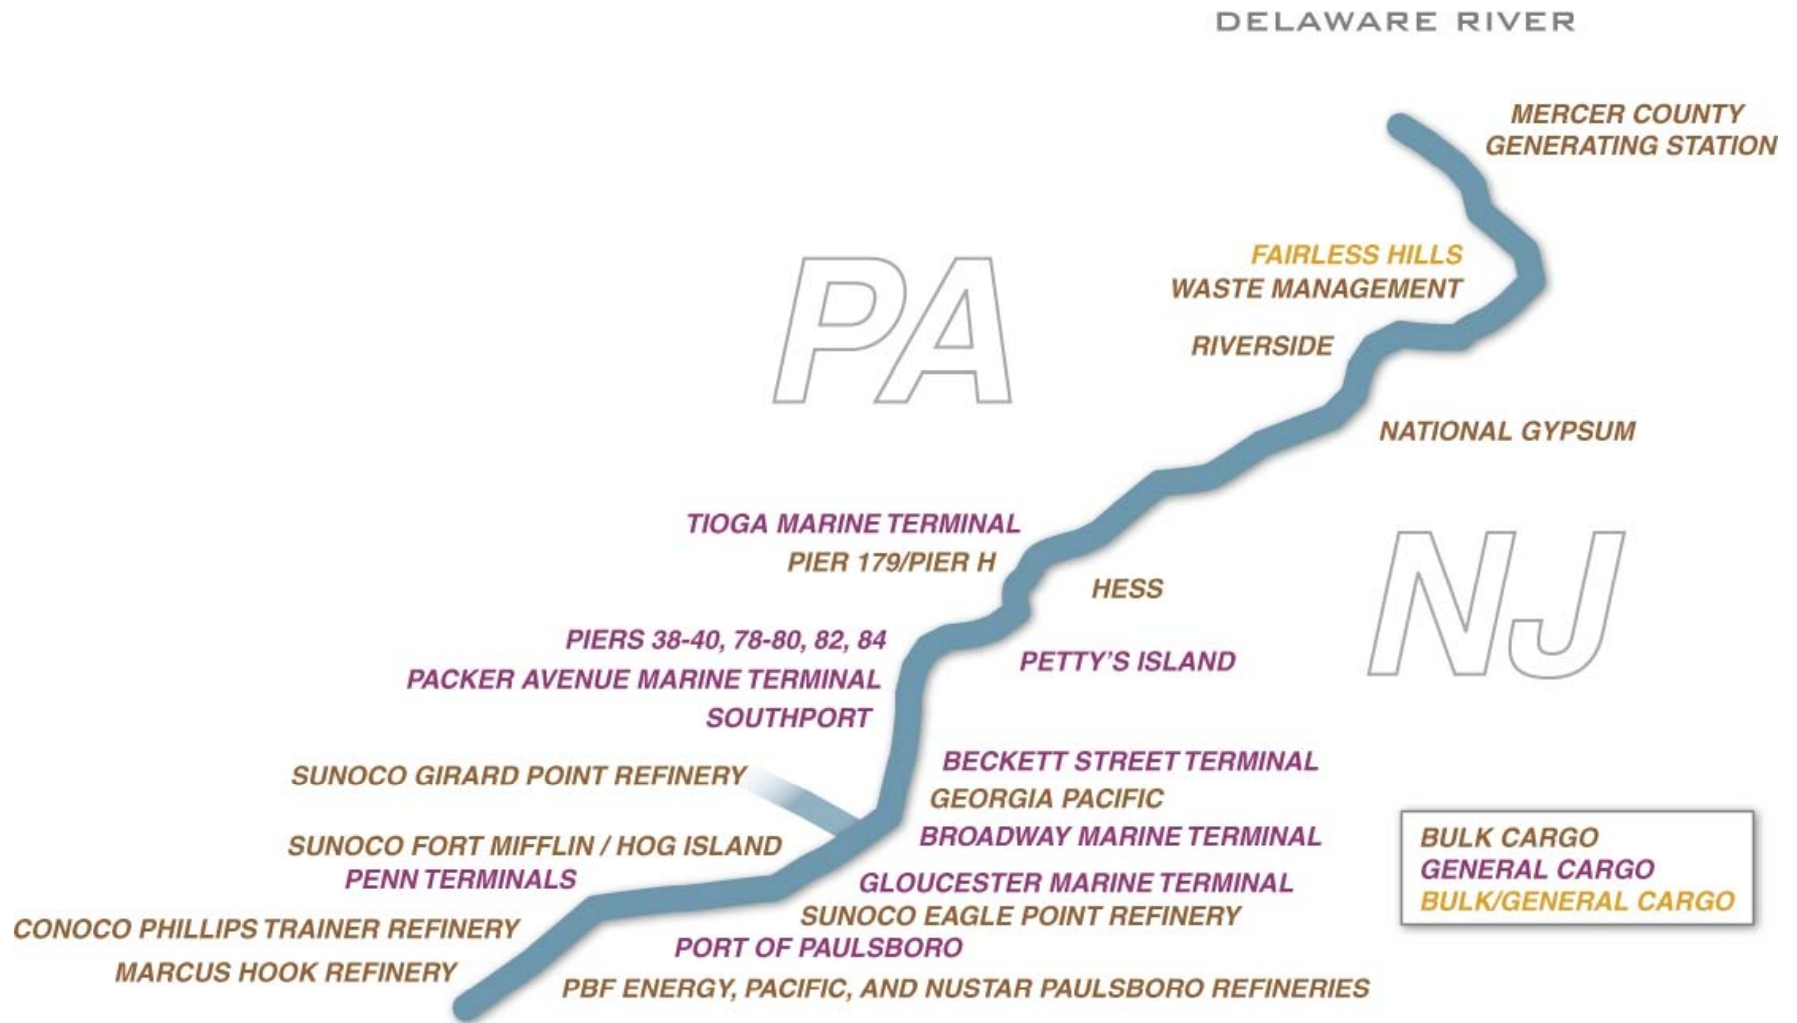 DELAWARE RIVER
MERCER COUNTY
GENERATING STATION
FAIRLESS HILLS
WASTE MANAGEMENT
PA
RIVERSIDE
NATIONAL GYPSUM
TIOGA MARINE TERMINAL
PIER 179/PIER H
NJ
HESS
PIERS 38-40, 78-80, 82, 84
PETTY'S ISLAND
PACKER AVENUE MARINE TERMINAL
SOUTHPORT
BECKETT STREET TERMINAL
SUNOCO GIRARD POINT REFINERY
GEORGIA PACIFIC
BROADWAY MARINE TERMINAL
SUNOCO FORT MIFFLIN / HOG ISLAND
PENN TERMINALS
GLOUCESTER MARINE TERMINAL
SUNOCO EAGLE POINT REFINERY
CONOCO PHILLIPS TRAINER REFINERY
PORT OF PAULSBORO
MARCUS HOOK REFINERY
PBF ENERGY, PACIFIC, AND NUSTAR PAULSBORO REFINERIES
BULK CARGO
GENERAL CARGO
BULK/GENERAL CARGO